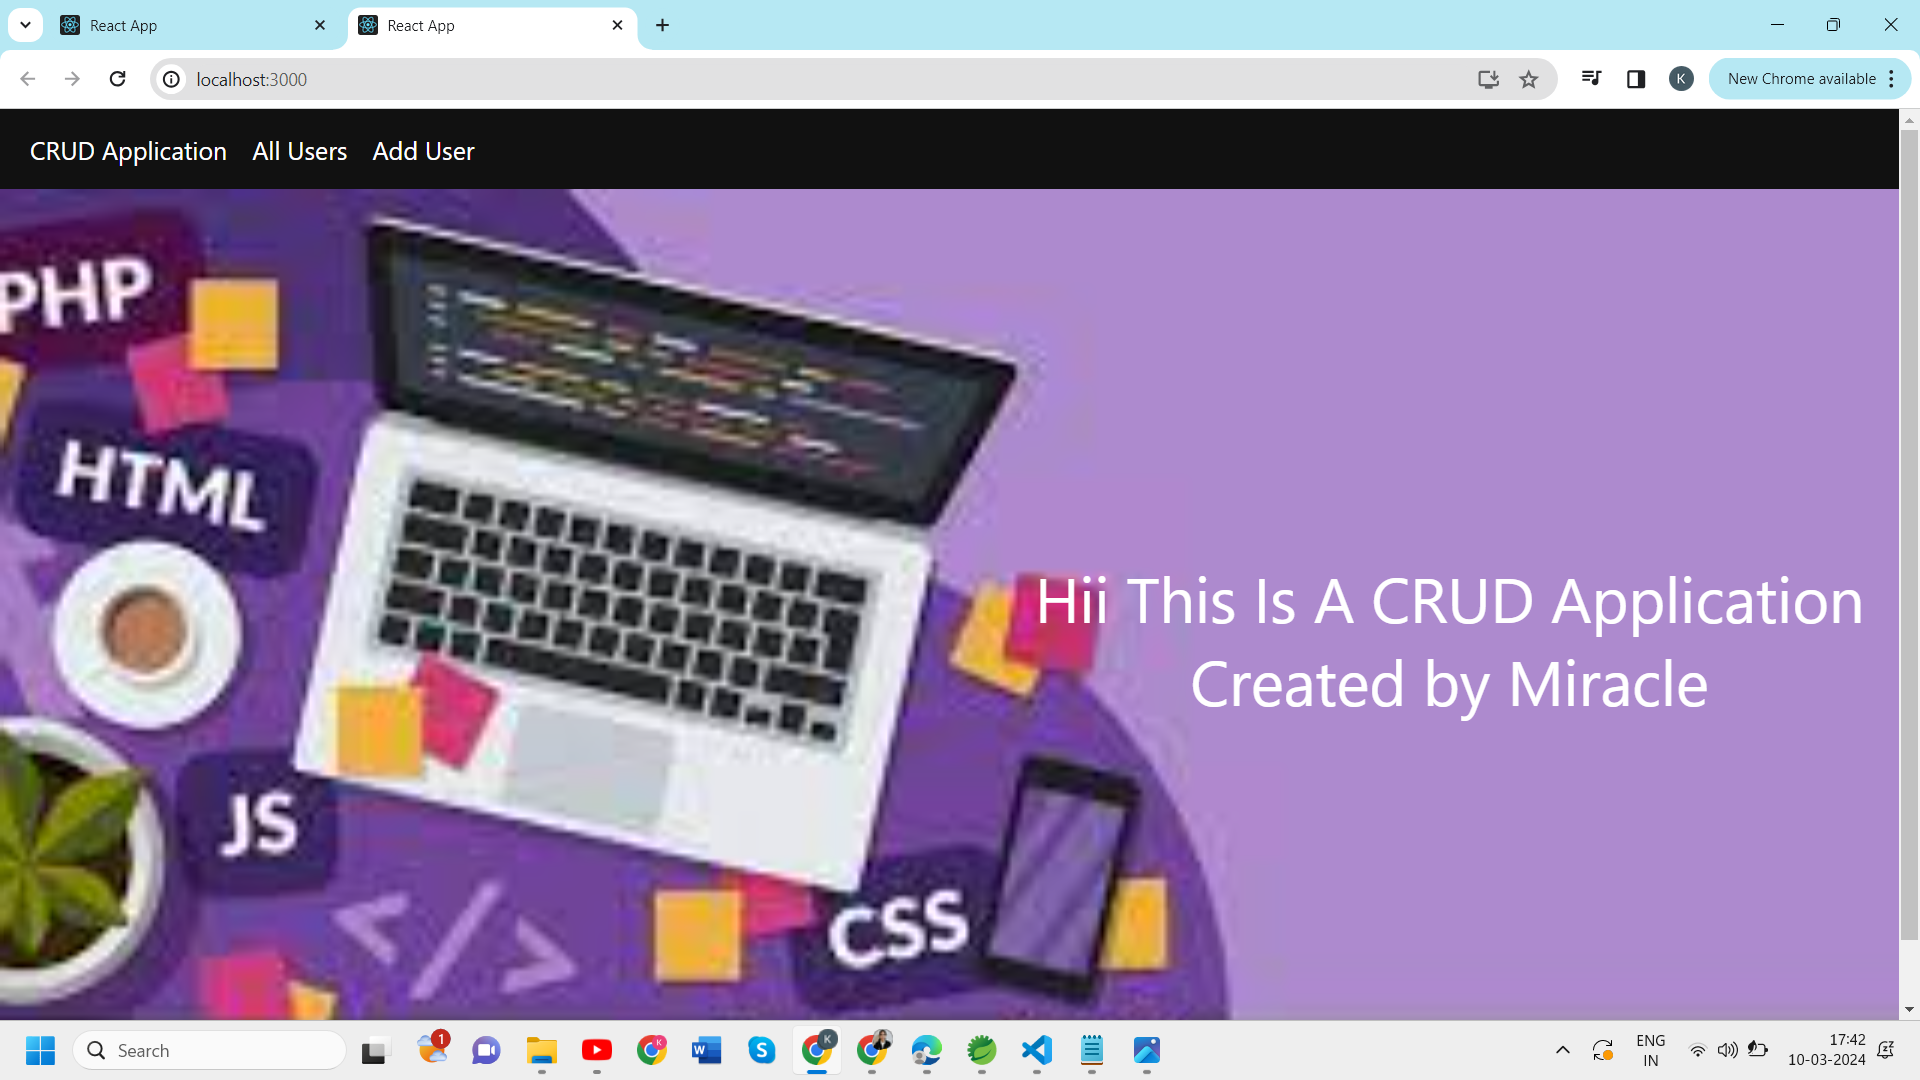 React App
React App
localhost:3000
K
New Chrome available
CRUD Application All Users Add User
PHP
HTML
JS
</>
CSS
Hii This Is A CRUD Application
Created by Miracle
Search
1
K
K
ENG
IN
17:42
10-03-2024